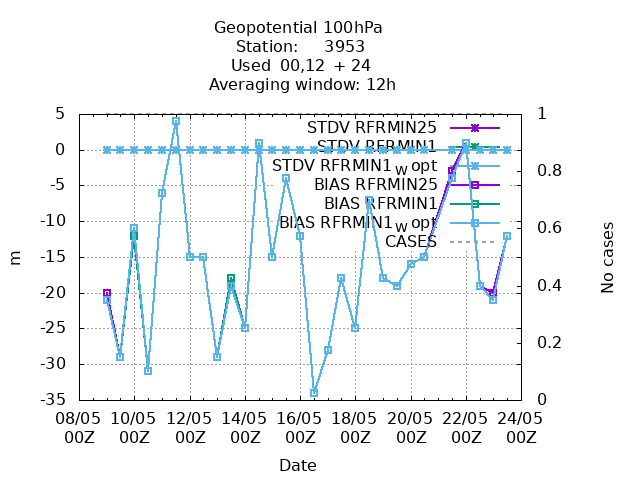 Geopotential 100hPa
Station: 3953
Used 00,12 + 24
Averaging window: 12h
5
0
-5
-10
-15
-20
-25
-30
-35
m
1
0.8
0.6
0.4
0.2
0
No cases
STDV RFRMIN25
STDV RFRMIN1
STDV RFRMIN1w opt
BIAS RFRMIN25
BIAS RFRMIN1
BIAS RFRMIN1w opt
CASES
08/05 10/05 12/05 14/05 16/05 18/05 20/05 22/05 24/05
00Z 00Z 00Z 00Z 00Z 00Z 00Z 00Z 00Z
Date